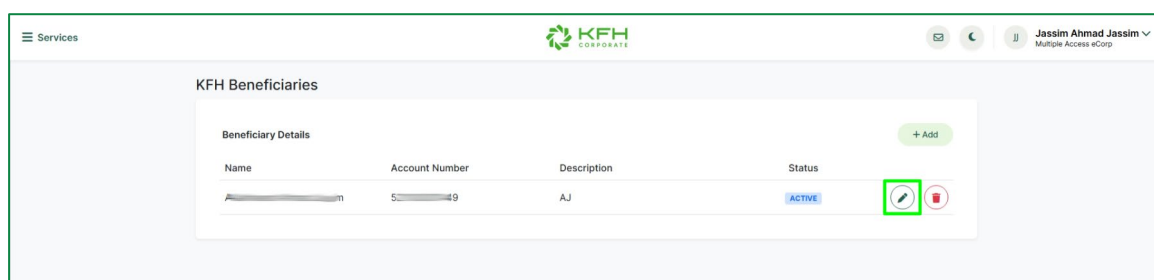 Services
KFH
CORPORATE
JJ
Jassim Ahmad Jassim
Multiple Access eCorp
KFH Beneficiaries
Beneficiary Details
+ Add
Name Account Number Description Status
AJ ACTIVE